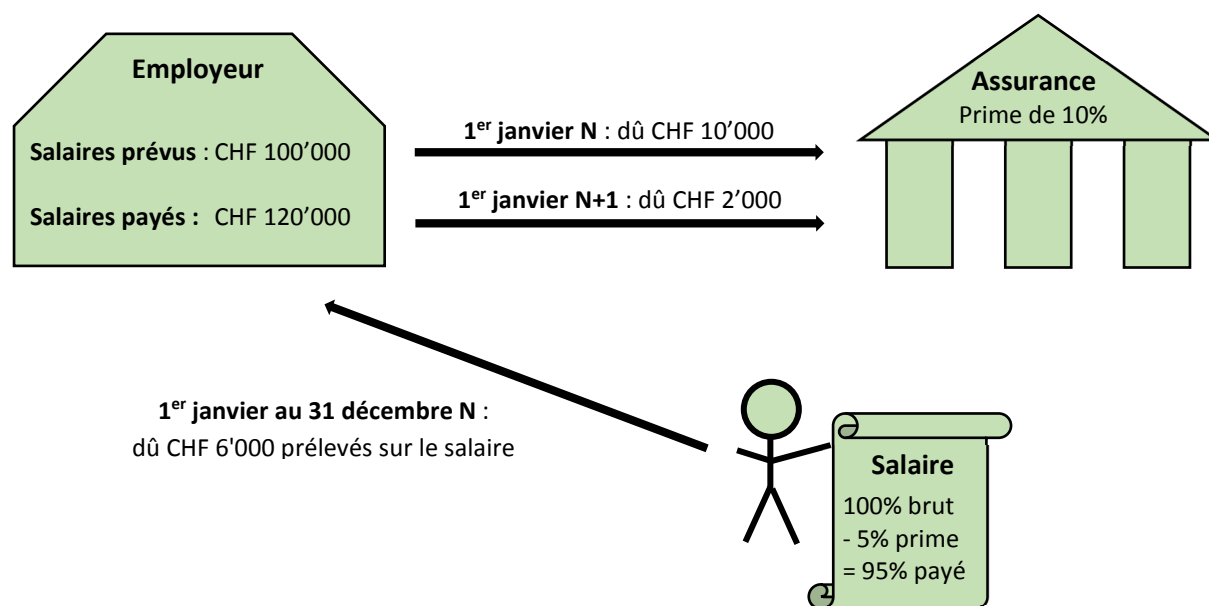 Employeur
Salaires prévus : CHF 100’000
Salaires payés : CHF 120’000
1er janvier N : dû CHF 10’000
1er janvier N+1 : dû CHF 2’000
Assurance
Prime de 10%
1er janvier au 31 décembre N :
dû CHF 6'000 prélevés sur le salaire
Salaire
100% brut
- 5% prime
= 95% payé